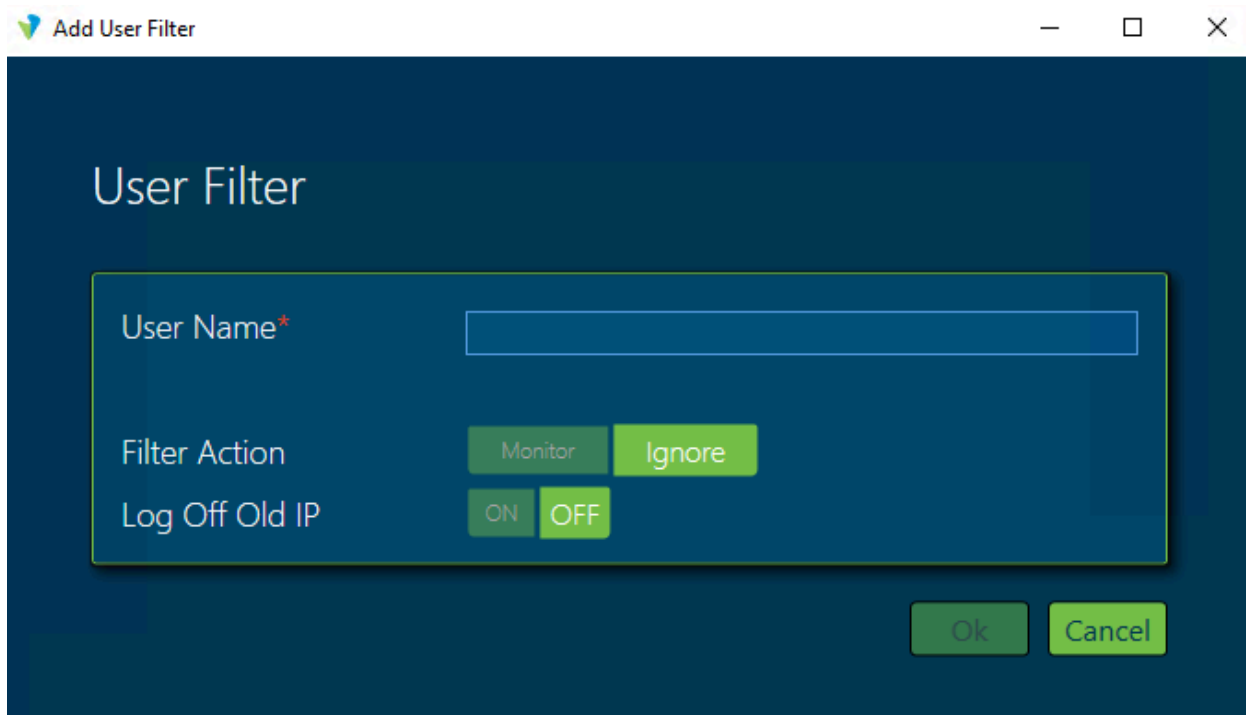 Add User Filter
User Filter
User Name*
Filter Action Monitor Ignore
Log Off Old IP ON OFF
Ok Cancel